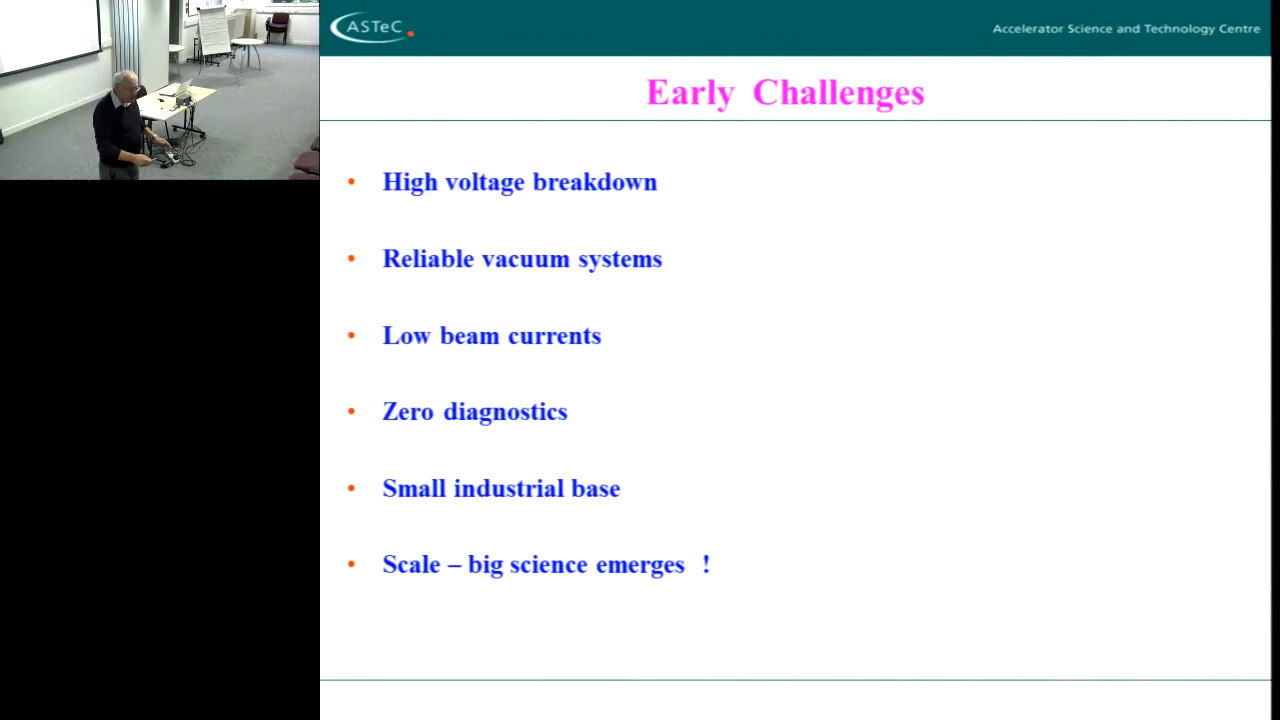 ASTeC
Accelerator Science and Technology Centre
Early Challenges
• High voltage breakdown
• Reliable vacuum systems
• Low beam currents
• Zero diagnostics
• Small industrial base
• Scale – big science emerges !